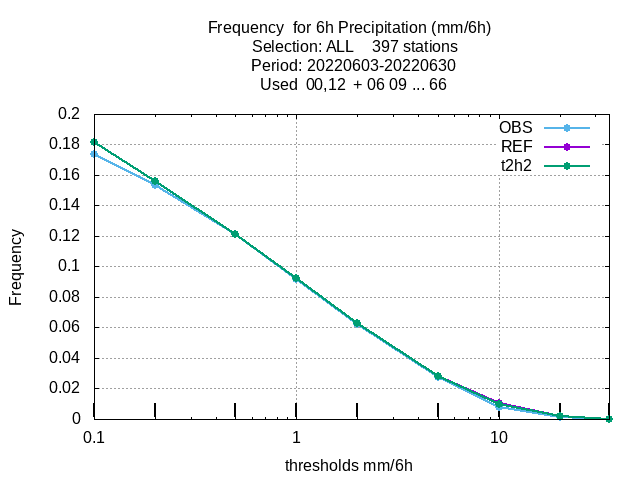 Frequency  for 6h Precipitation (mm/6h)
Selection: ALL    397 stations
Period: 20220603-20220630
Used  00,12  + 06 09 ... 66
0.2
0.18
0.16
0.14
0.12
0.1
0.08
0.06
0.04
0.02
0
Frequency
OBS
REF
t2h2
0.1 1 10
thresholds mm/6h